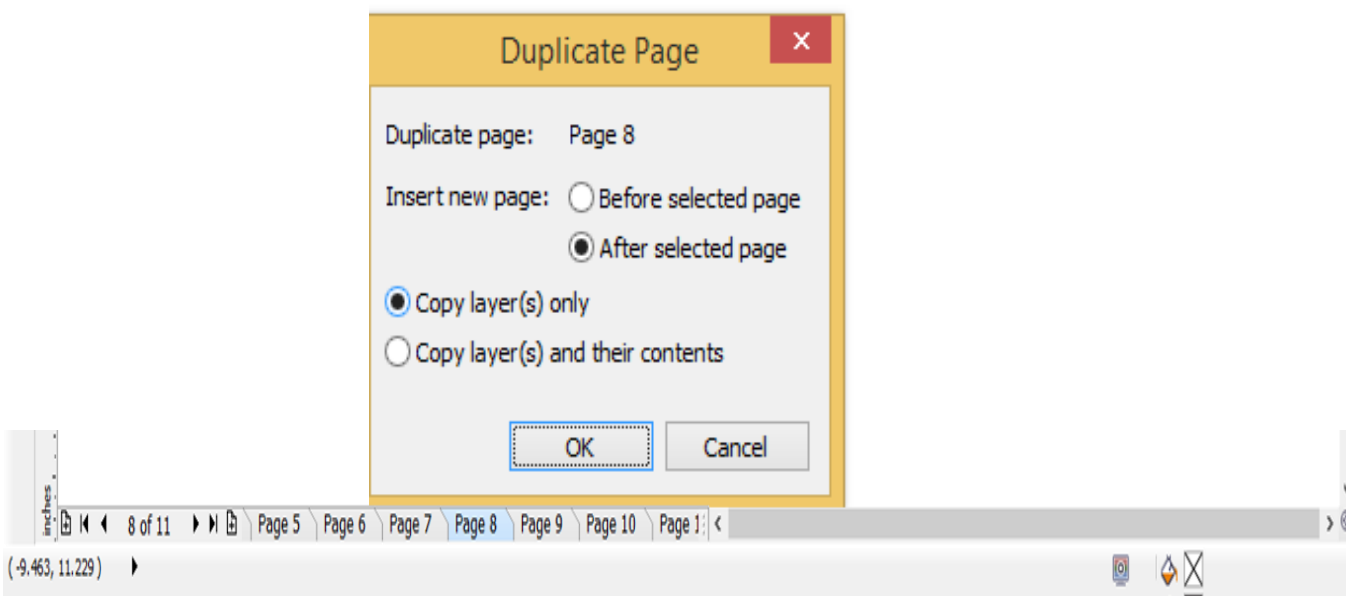 Duplicate Page
Duplicate page: Page 8
Insert new page: Before selected page
After selected page
Copy layer(s) only
Copy layer(s) and their contents
OK Cancel
inches
8 of 11 Page 5 Page 6 Page 7 Page 8 Page 9 Page 10 Page
(-9.463, 11.229)